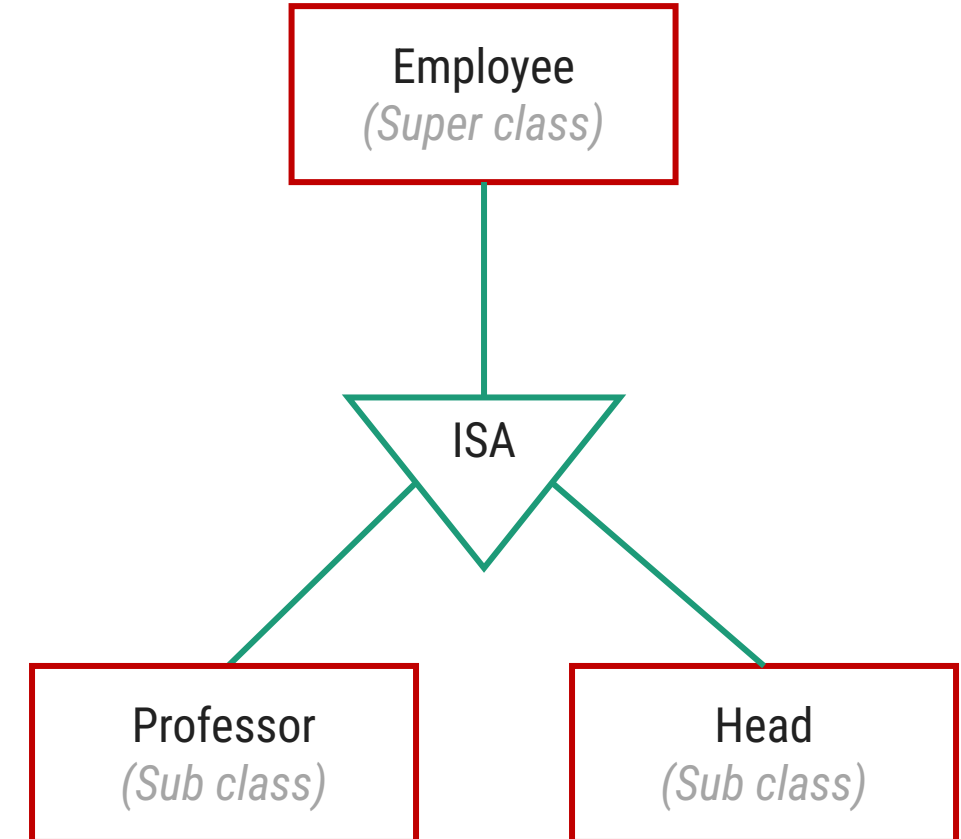 Employee
(Super class)
ISA
Professor
(Sub class)
Head
(Sub class)